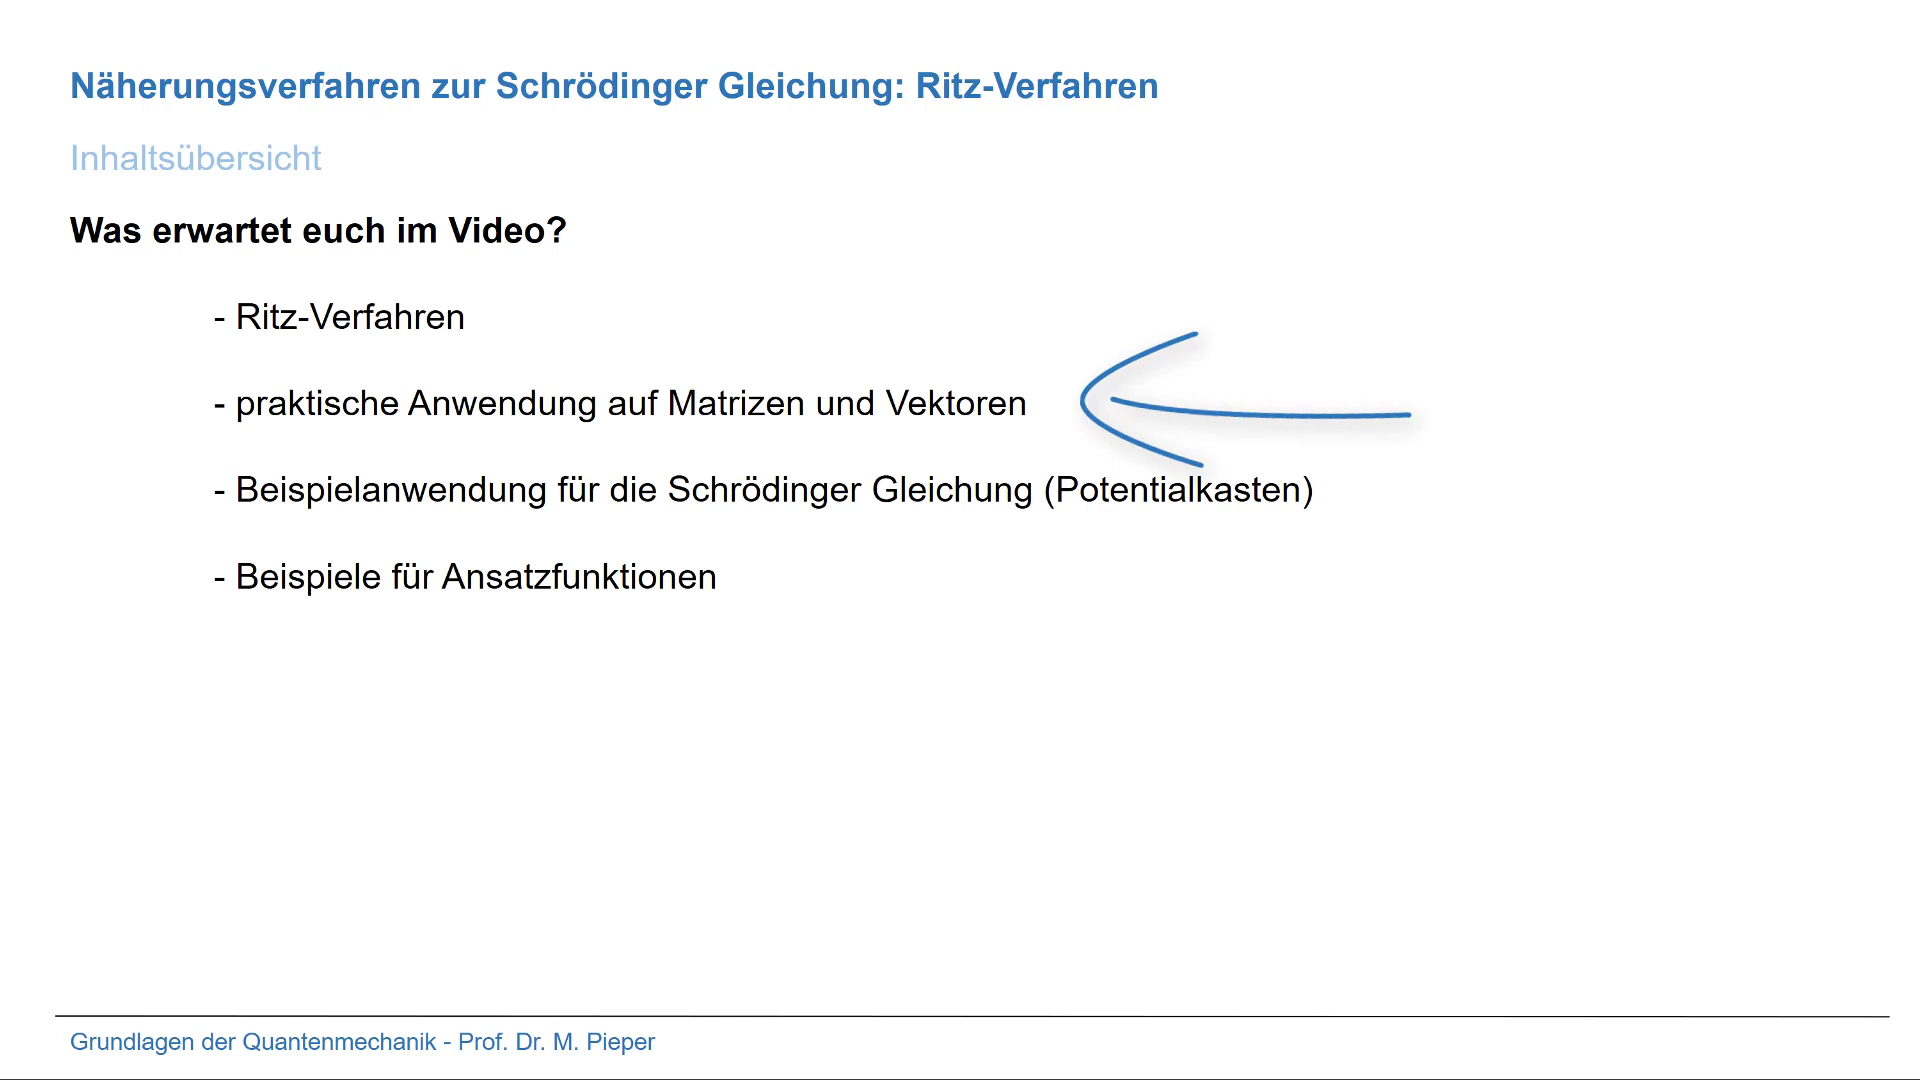 Näherungsverfahren zur Schrödinger Gleichung: Ritz-Verfahren
Inhaltsübersicht
Was erwartet euch im Video?
- Ritz-Verfahren
- praktische Anwendung auf Matrizen und Vektoren
- Beispielanwendung für die Schrödinger Gleichung (Potentialkasten)
- Beispiele für Ansatzfunktionen
Grundlagen der Quantenmechanik - Prof. Dr. M. Pieper